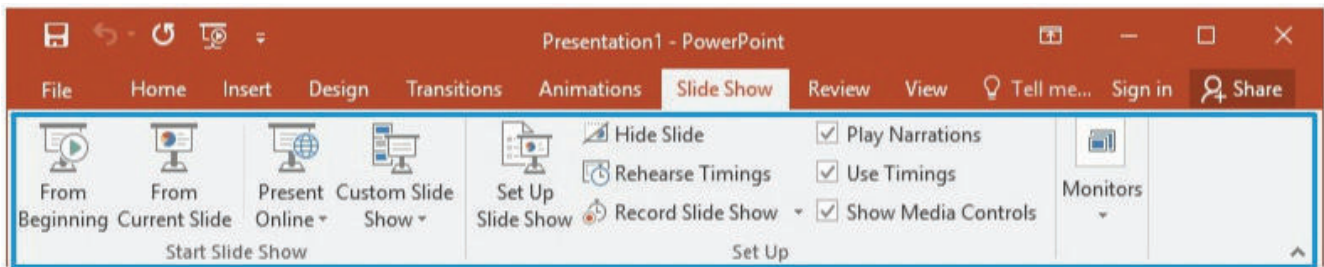 Presentation1 - PowerPoint
File Home Insert Design Transitions Animations Slide Show Review View Tell me... Sign in Share
From Beginning
From Current Slide
Present Online
Custom Slide Show
Set Up Slide Show
Hide Slide
Rehearse Timings
Record Slide Show
Play Narrations
Use Timings
Show Media Controls
Monitors
Start Slide Show
Set Up